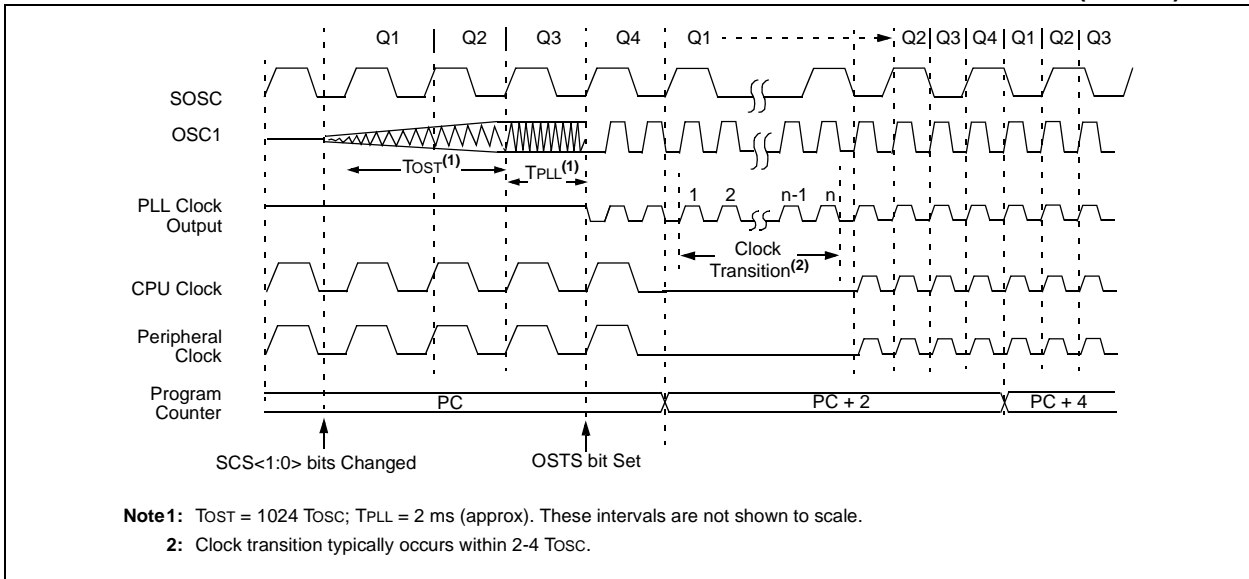 Q1 Q2 Q3 Q4 Q1 Q2 Q3 Q4 Q1 Q2 Q3
SOSC
OSC1
TOST(1)
TPLL(1)
1 2 n-1 n
PLL Clock
Output
Clock
Transition(2)
CPU Clock
Peripheral
Clock
Program
Counter
PC PC + 2 PC + 4
SCS<1:0> bits Changed OSTS bit Set
Note1: TOST = 1024 TOSC; TPLL = 2 ms (approx). These intervals are not shown to scale.
2: Clock transition typically occurs within 2-4 TOSC.